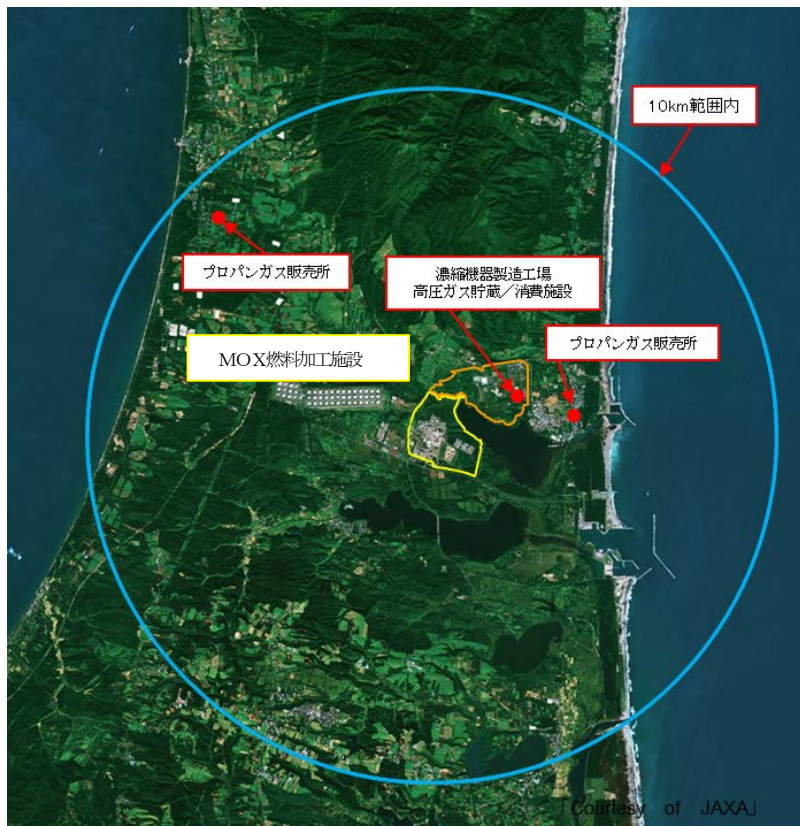 10km範囲内
プロパンガス販売所
濃縮機器製造工場
高圧ガス貯蔵／消費施設
プロパンガス販売所
MOX燃料加工施設
「Courtesy of JAXA」